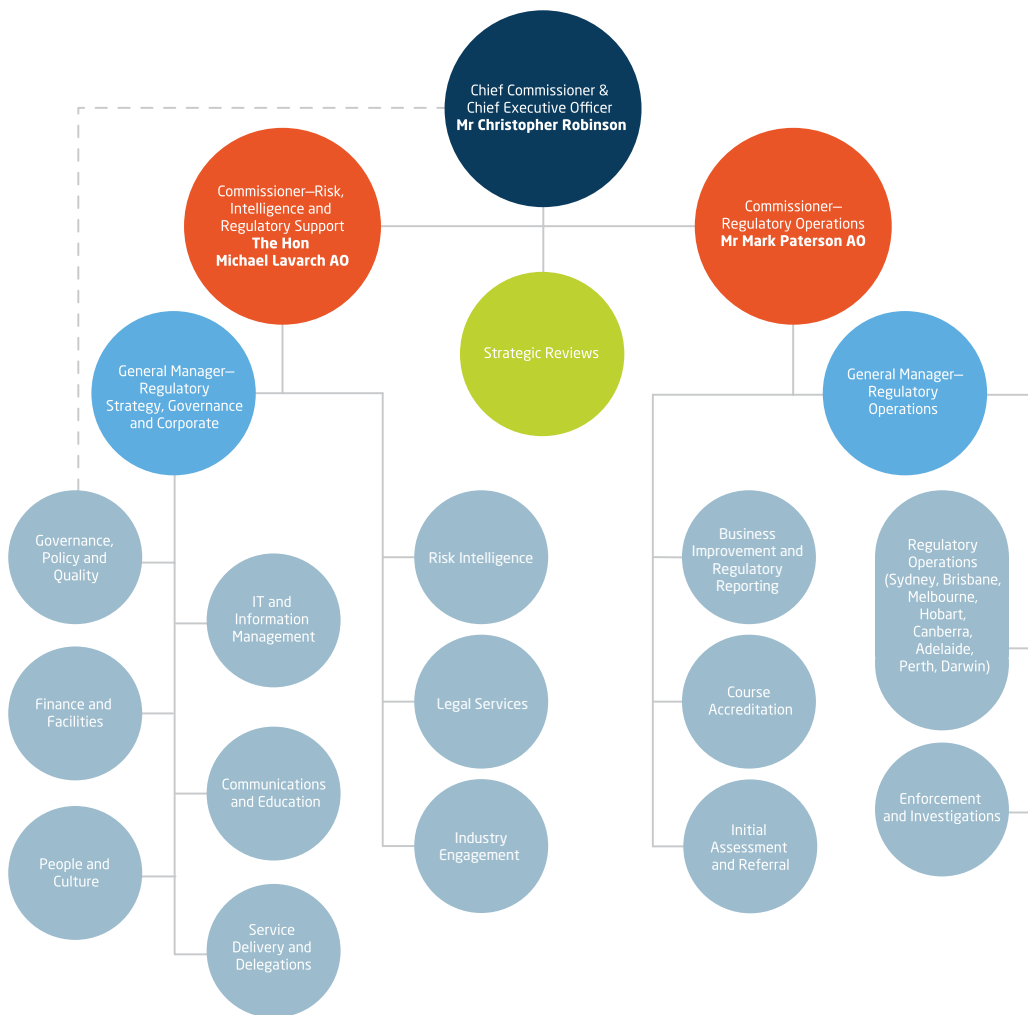 Chief Commissioner &
Chief Executive Officer
Mr Christopher Robinson
Commissioner—Risk,
Intelligence and
Regulatory Support
The Hon
Michael Lavarch AO
Commissioner—
Regulatory Operations
Mr Mark Paterson AO
Strategic Reviews
General Manager—
Regulatory
Strategy, Governance
and Corporate
General Manager—
Regulatory
Operations
Governance,
Policy and
Quality
IT and
Information
Management
Finance and
Facilities
Communications
and Education
People and
Culture
Service
Delivery and
Delegations
Risk Intelligence
Legal Services
Industry
Engagement
Business
Improvement and
Regulatory
Reporting
Course
Accreditation
Initial
Assessment
and Referral
Regulatory
Operations
(Sydney, Brisbane,
Melbourne,
Hobart,
Canberra,
Adelaide,
Perth, Darwin)
Enforcement
and Investigations